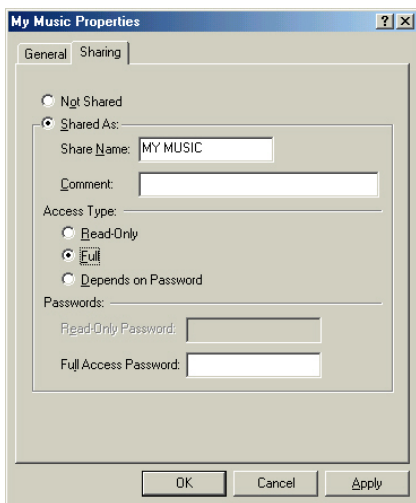 My Music Properties
General Sharing
Not Shared
Shared As:
Share Name: MY MUSIC
Comment:
Access Type:
Read-Only
Full
Depends on Password
Passwords:
Read-Only Password:
Full Access Password:
OK Cancel Apply